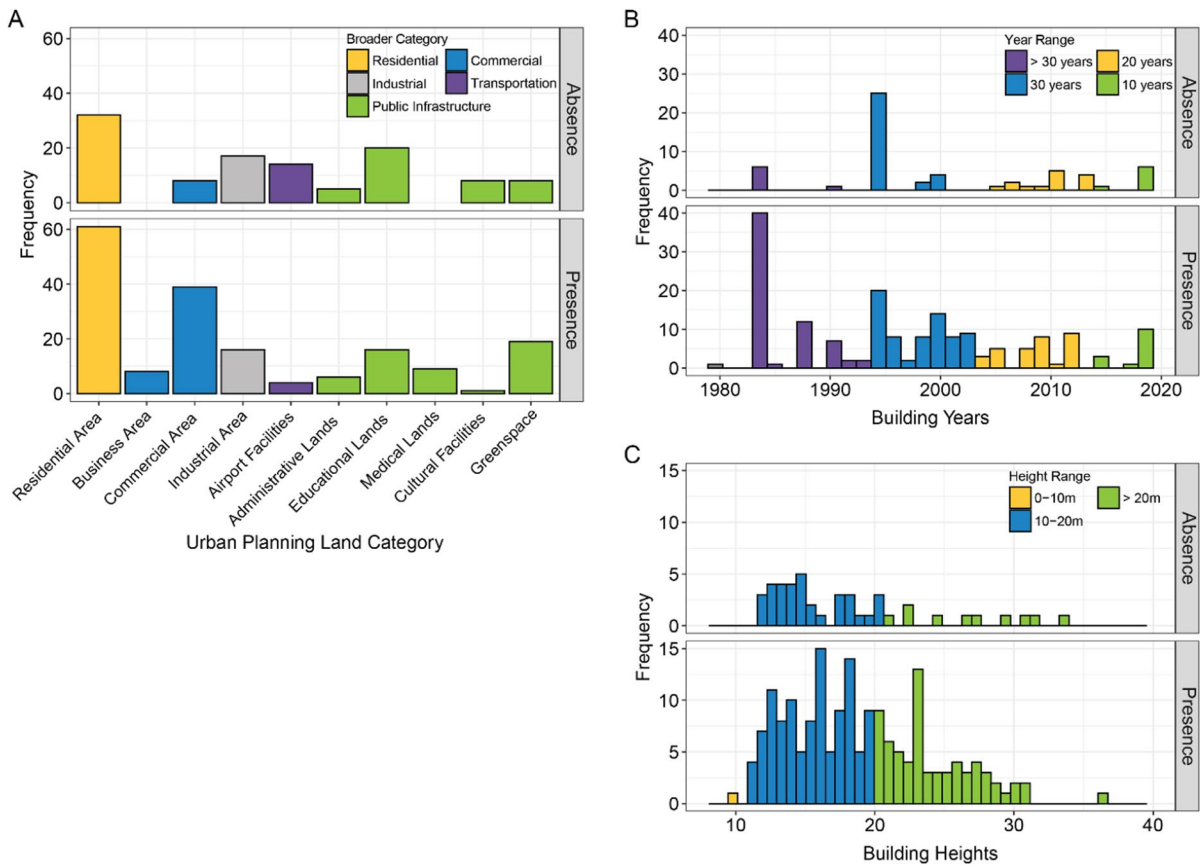 A
Broader Category
Residential
Commercial
Industrial
Transportation
Public Infrastructure
60
40
20
0
Absence
60
40
20
0
Presence
Frequency
Residential Area
Business Area
Commercial Area
Industrial Area
Airport Facilities
Administrative Lands
Educational Lands
Medical Lands
Cultural Facilities
Greenspace
Urban Planning Land Category
B
Year Range
> 30 years
20 years
30 years
10 years
40
30
20
10
0
Absence
40
30
20
10
0
Presence
Frequency
1980
1990
2000
2010
2020
Building Years
C
Height Range
0−10m
> 20m
10−20m
15
10
5
0
Absence
15
10
5
0
Presence
Frequency
10
20
30
40
Building Heights